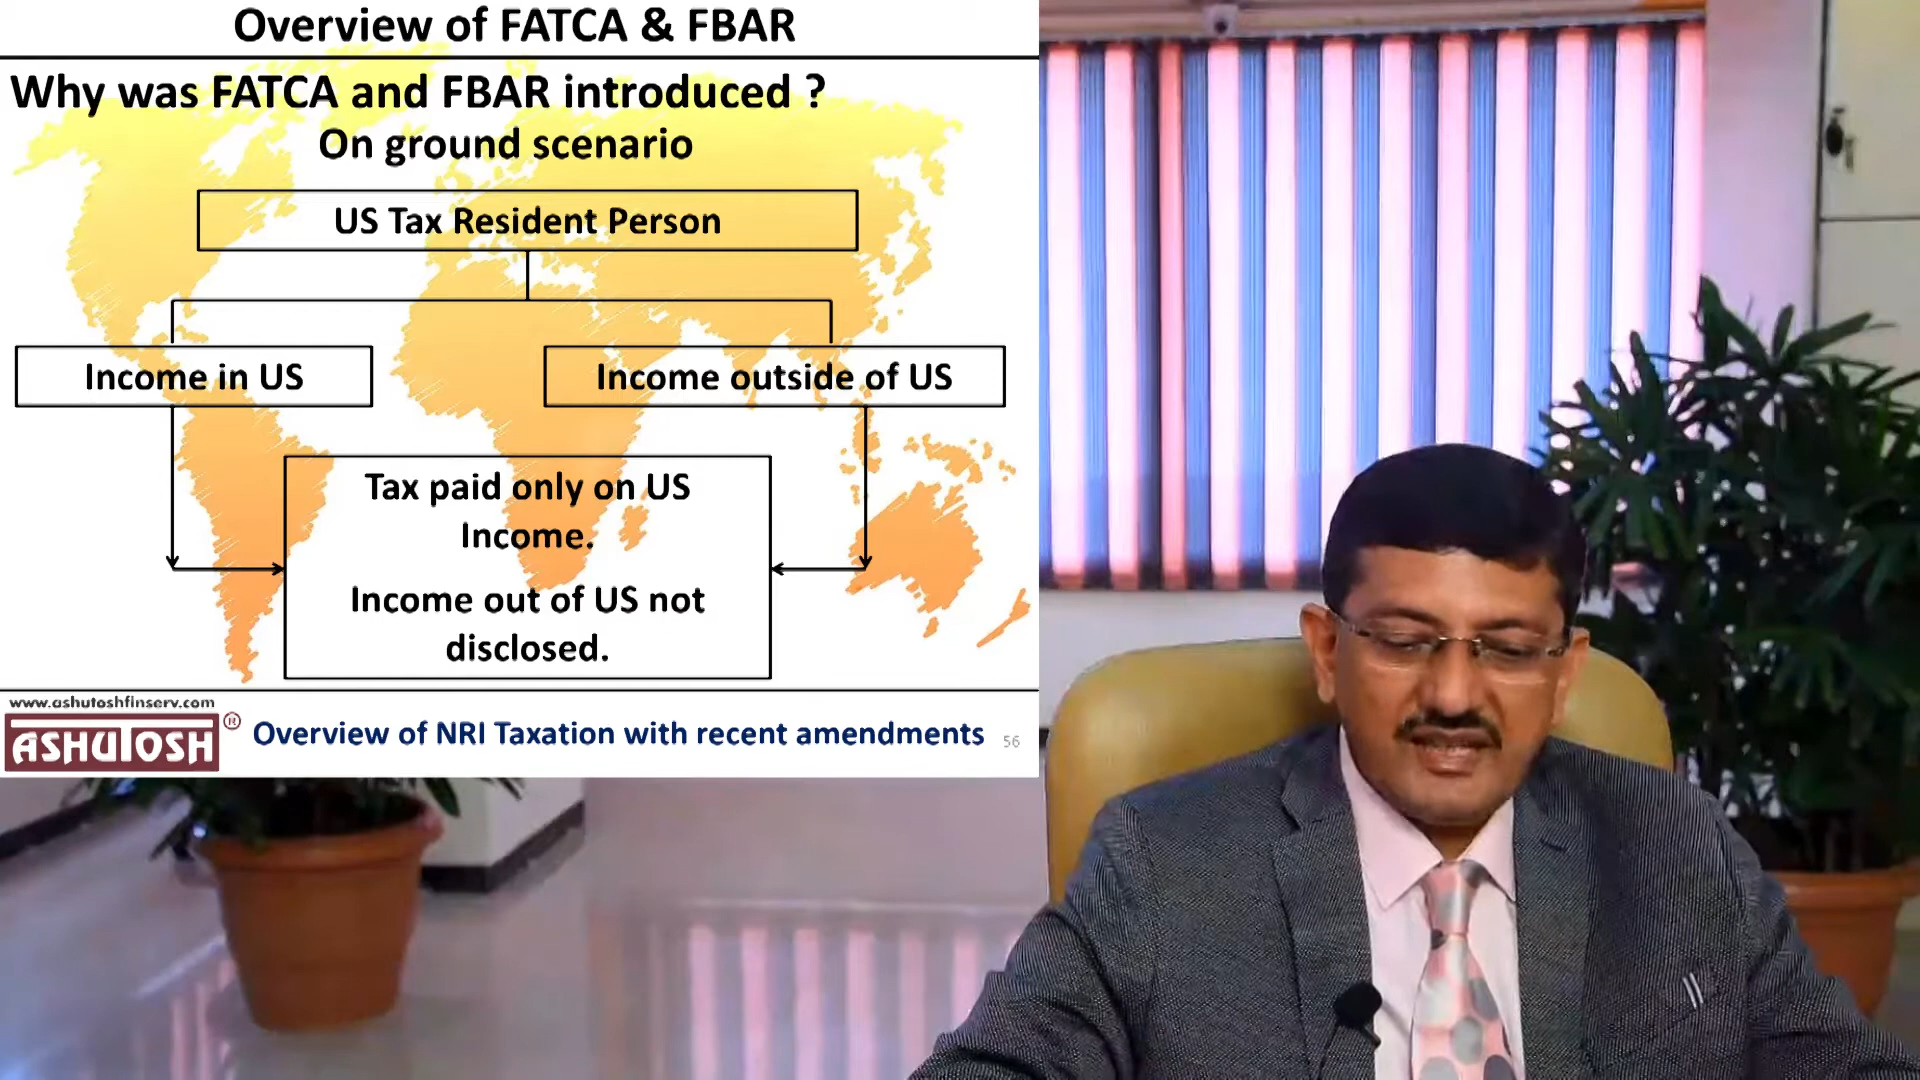 Overview of FATCA & FBAR
Why was FATCA and FBAR introduced ?
On ground scenario
US Tax Resident Person
Income in US
Income outside of US
Tax paid only on US
Income.
Income out of US not
disclosed.
www.ashutoshfinserv.com
ASHUTOSH®
Overview of NRI Taxation with recent amendments
56